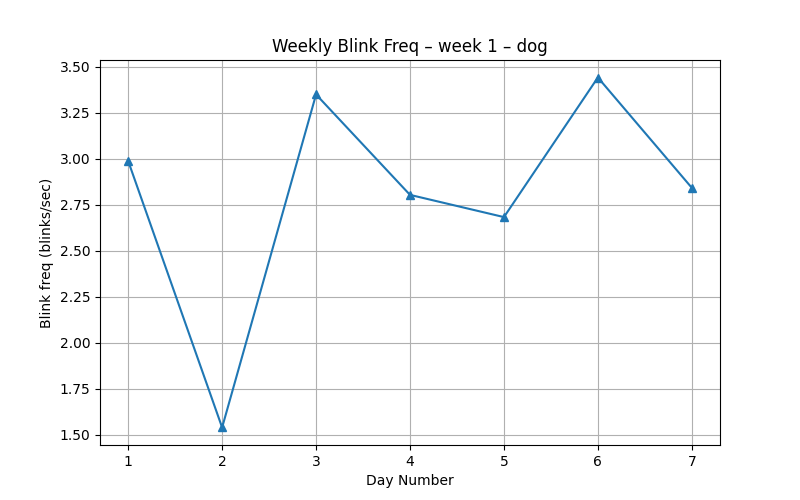 Weekly Blink Freq – week 1 – dog
3.50
3.25
3.00
2.75
2.50
2.25
2.00
1.75
1.50
Blink freq (blinks/sec)
1 2 3 4 5 6 7
Day Number